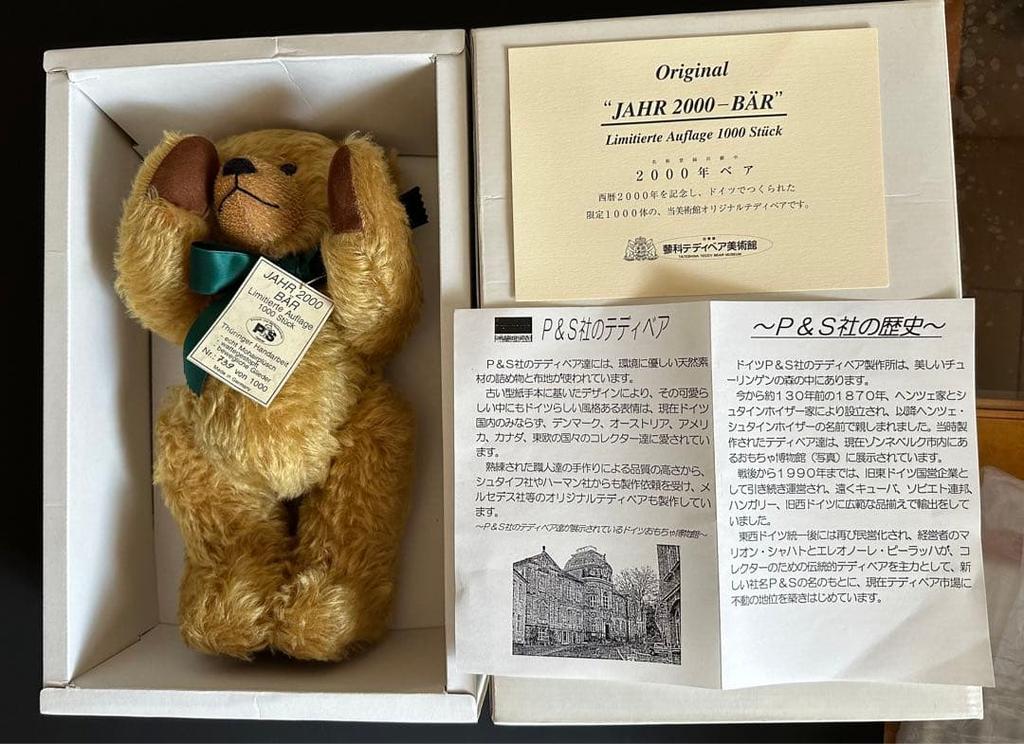 Original
“JAHR 2000–BÄR”
Limitierte Auflage 1000 Stück
2000年ベア
西暦2000年を記念し、ドイツでつくられた
限定1000体の、当美術館オリジナルテディベアです。
蓼科テディベア美術館
TATESHINA TEDDY BEAR MUSEUM
JAHR 2000
BÄR
Limitierte Auflage
1000 Stück
P&S
Thüringer Handarbeit
- echt Mohairplüsch
- wattegestopft
- bewegliche Glieder
Nr.: 739 von 1000
Made in Germany
P&S社のテディベア
P&S社のテディベア達には、環境に優しい天然素
材の詰め物と布地が使われています。
古い型紙手本に基いたデザインにより、その可愛ら
しい中にもドイツらしい風格ある表情は、現在ドイツ
国内のみならず、デンマーク、オーストリア、アメリ
カ、カナダ、東欧の国々のコレクター達に愛されてい
ます。
熟練された職人達の手作りによる品質の高さから、
シュタイフ社やハーマン社からも製作依頼を受け、メ
ルセデス社等のオリジナルテディベアも製作してい
ます。
～P&S社のテディベア達が展示されているドイツおもちゃ博物館～
～P&S社の歴史～
ドイツP&S社のテディベア製作所は、美しいチュ
ーリンゲンの森の中にあります。
今から約130年前の1870年、ヘンツェ家とシ
ュタインホイザー家により設立され、以降ヘンツェ・
シュタインホイザーの名前で親しまれました。当時製
作されたテディベア達は、現在ゾンネベルク市内にあ
るおもちゃ博物館（写真）に展示されています。
戦後から1990年までは、旧東ドイツ国営企業と
して引き続き運営され、遠くキューバ、ソビエト連邦、
ハンガリー、旧西ドイツに広範な品揃えで輸出をして
いました。
東西ドイツ統一後には再び民営化され、経営者のマ
リオン・シャハトとエレオノーレ・ピーラッハが、コ
レクターのための伝統的テディベアを主力として、新
しい社名P&Sの名のもとに、現在テディベア市場に
不動の地位を築きはじめています。